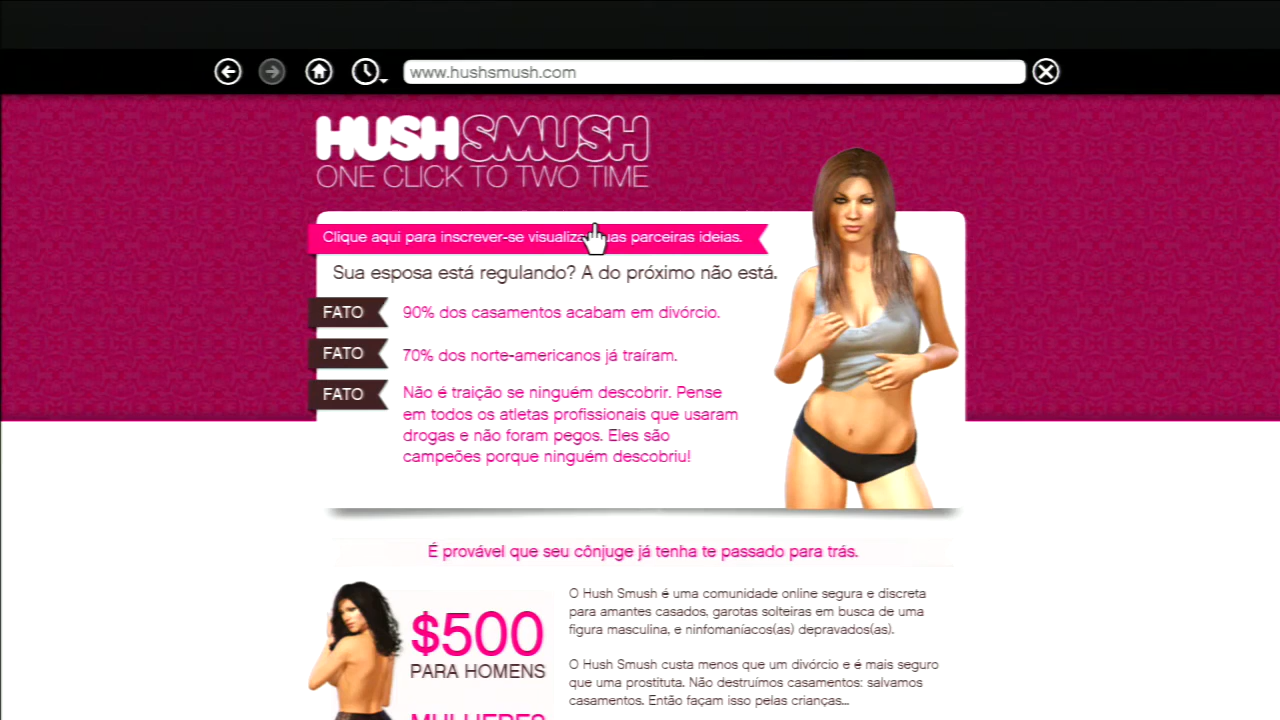 www.hushsmush.com
HUSHSMUSH
ONE CLICK TO TWO TIME
Clique aqui para inscrever-se visualiza uas parceiras ideias.
Sua esposa está regulando? A do próximo não está.
FATO
90% dos casamentos acabam em divórcio.
FATO
70% dos norte-americanos já traíram.
FATO
Não é traição se ninguém descobrir. Pense
em todos os atletas profissionais que usaram
drogas e não foram pegos. Eles são
campeões porque ninguém descobriu!
É provável que seu cônjuge já tenha te passado para trás.
$500
PARA HOMENS
MULHERES
O Hush Smush é uma comunidade online segura e discreta
para amantes casados, garotas solteiras em busca de uma
figura masculina, e ninfomaníacos(as) depravados(as).
O Hush Smush custa menos que um divórcio e é mais seguro
que uma prostituta. Não destruímos casamentos: salvamos
casamentos. Então façam isso pelas crianças...